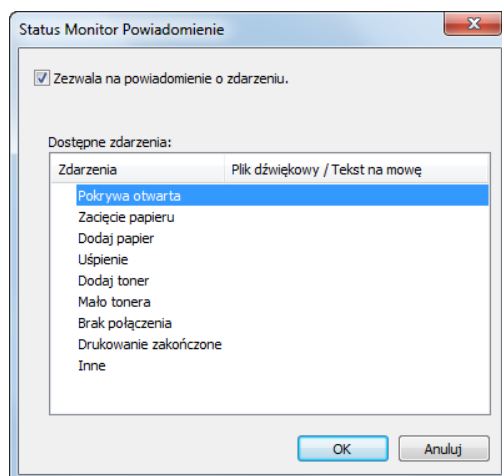 Status Monitor Powiadomienie
Zezwala na powiadomienie o zdarzeniu.
Dostępne zdarzenia:
Zdarzenia Plik dźwiękowy / Tekst na mowę
Pokrywa otwarta
Zacięcie papieru
Dodaj papier
Uśpienie
Dodaj toner
Mało tonera
Brak połączenia
Drukowanie zakończone
Inne
OK Anuluj